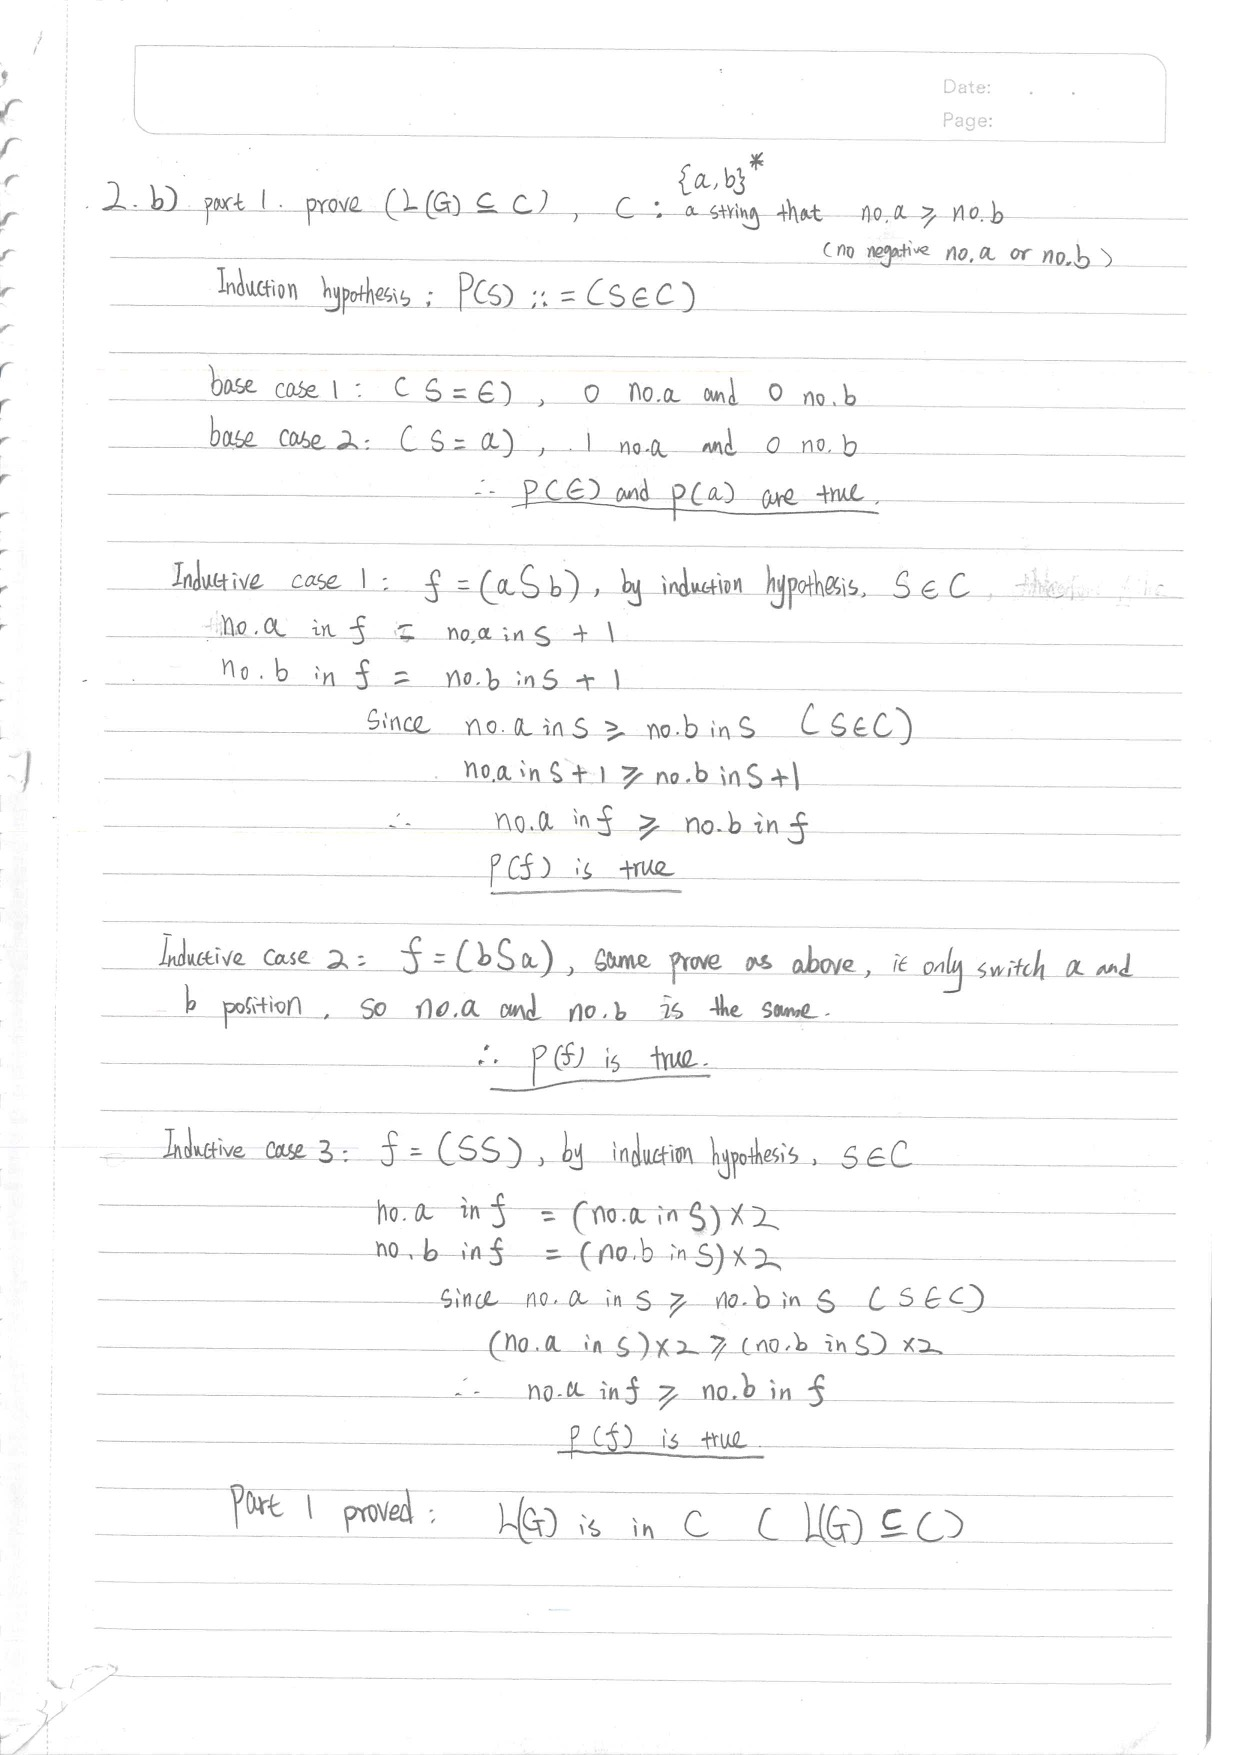 Date: . .
Page:
{a,b}*
2.b) part 1. prove (L(G) ⊆ C), C: a string that no.a ⩾ no.b
(no negative no.a or no.b)
Induction hypothesis: P(S) ::= (S∈C)
base case 1: (S=ϵ), 0 no.a and 0 no.b
base case 2: (S=a), 1 no.a and 0 no.b
∴ P(ϵ) and p(a) are true.
Inductive case 1: f=(aSb), by induction hypothesis, S∈C
no.a in f = no.a in S + 1
no.b in f = no.b in S + 1
Since no.a in S ⩾ no.b in S (S∈C)
no.a in S + 1 ⩾ no.b in S + 1
∴ no.a in f ⩾ no.b in f
P(f) is true
Inductive case 2: f=(bSa), same prove as above, it only switch a and
b position, so no.a and no.b is the same.
∴ P(f) is true.
Inductive case 3: f=(SS), by induction hypothesis, S∈C
no.a in f = (no.a in S)×2
no.b in f = (no.b in S)×2
Since no.a in S ⩾ no.b in S (S∈C)
(no.a in S)×2 ⩾ (no.b in S)×2
∴ no.a in f ⩾ no.b in f
P(f) is true
Part 1 proved: L(G) is in C (L(G) ⊆ C)